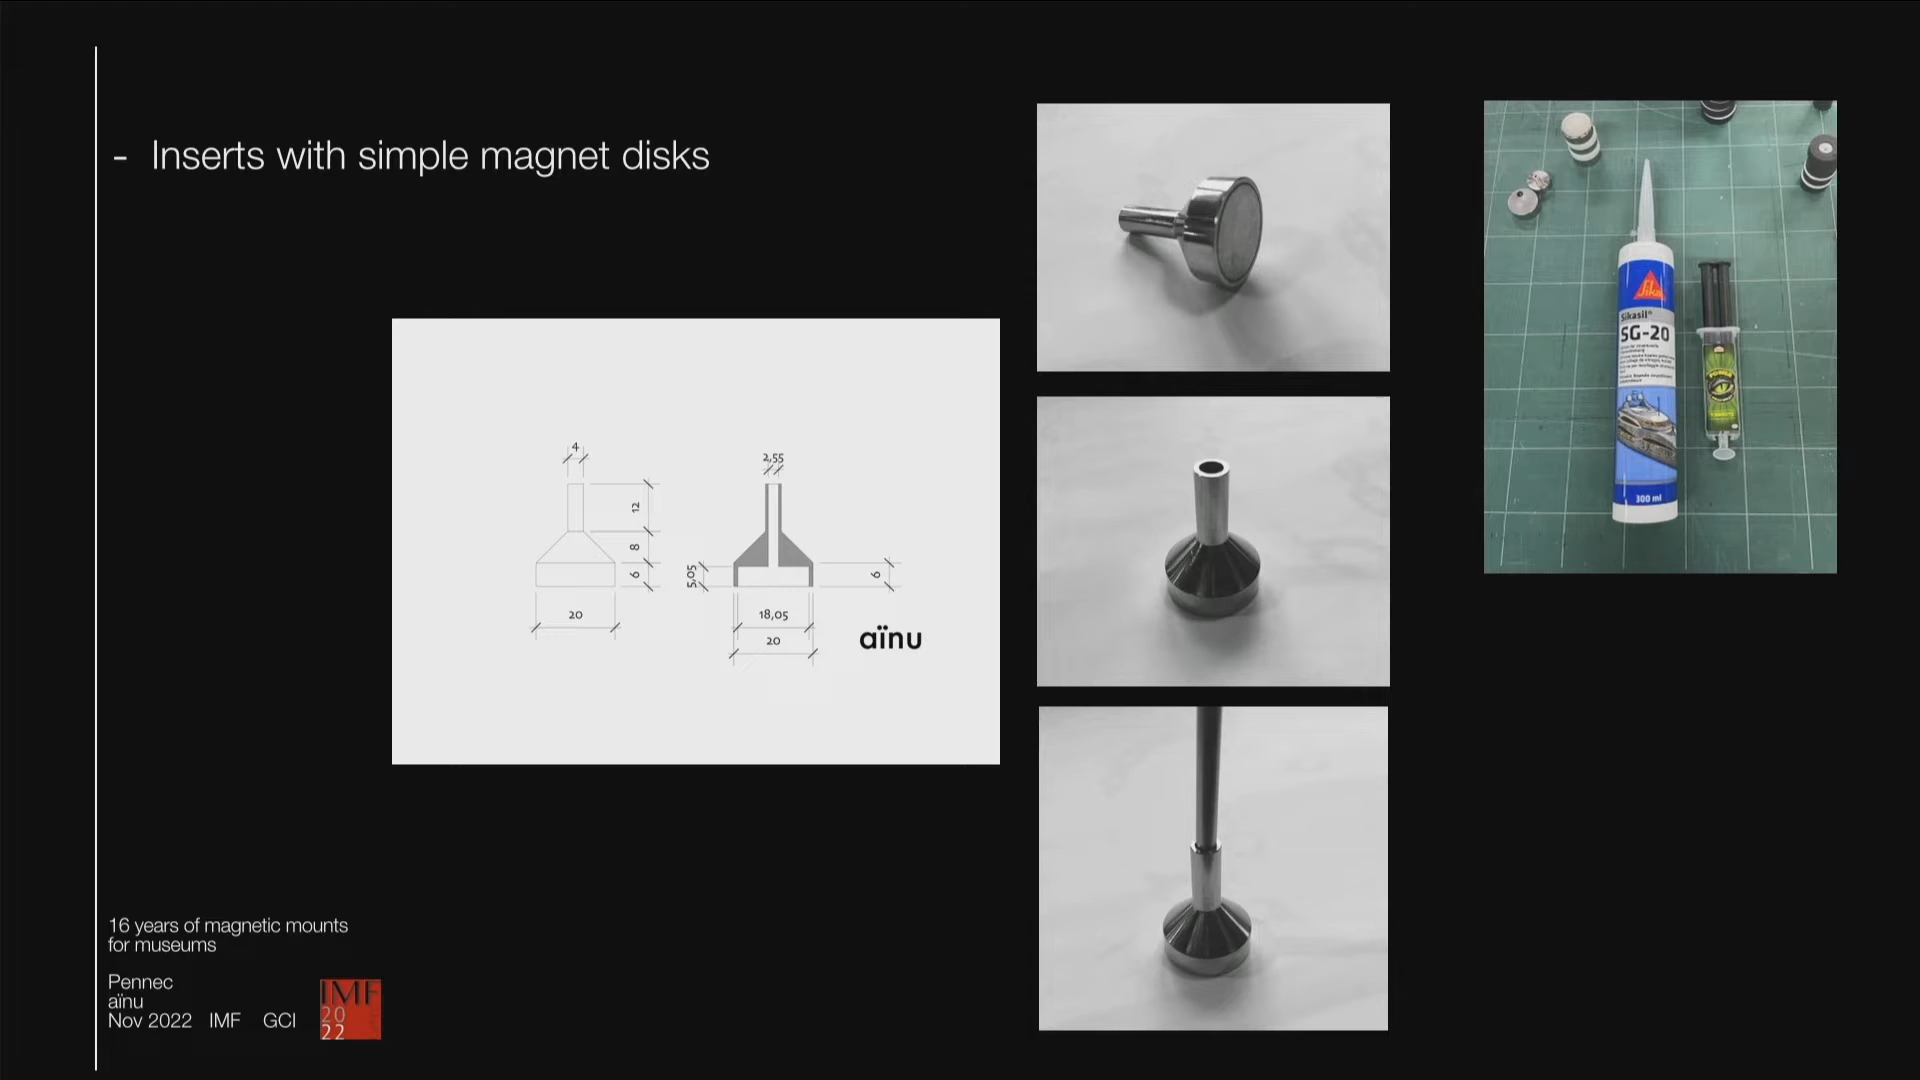 - Inserts with simple magnet disks
4
12
8
6
20
2,55
5,05
6
18,05
20
aïnu
Sika
Sikasil®
SG-20
300 ml
16 years of magnetic mounts
for museums
Pennec
aïnu
Nov 2022 IMF GCI
IMF
20
22